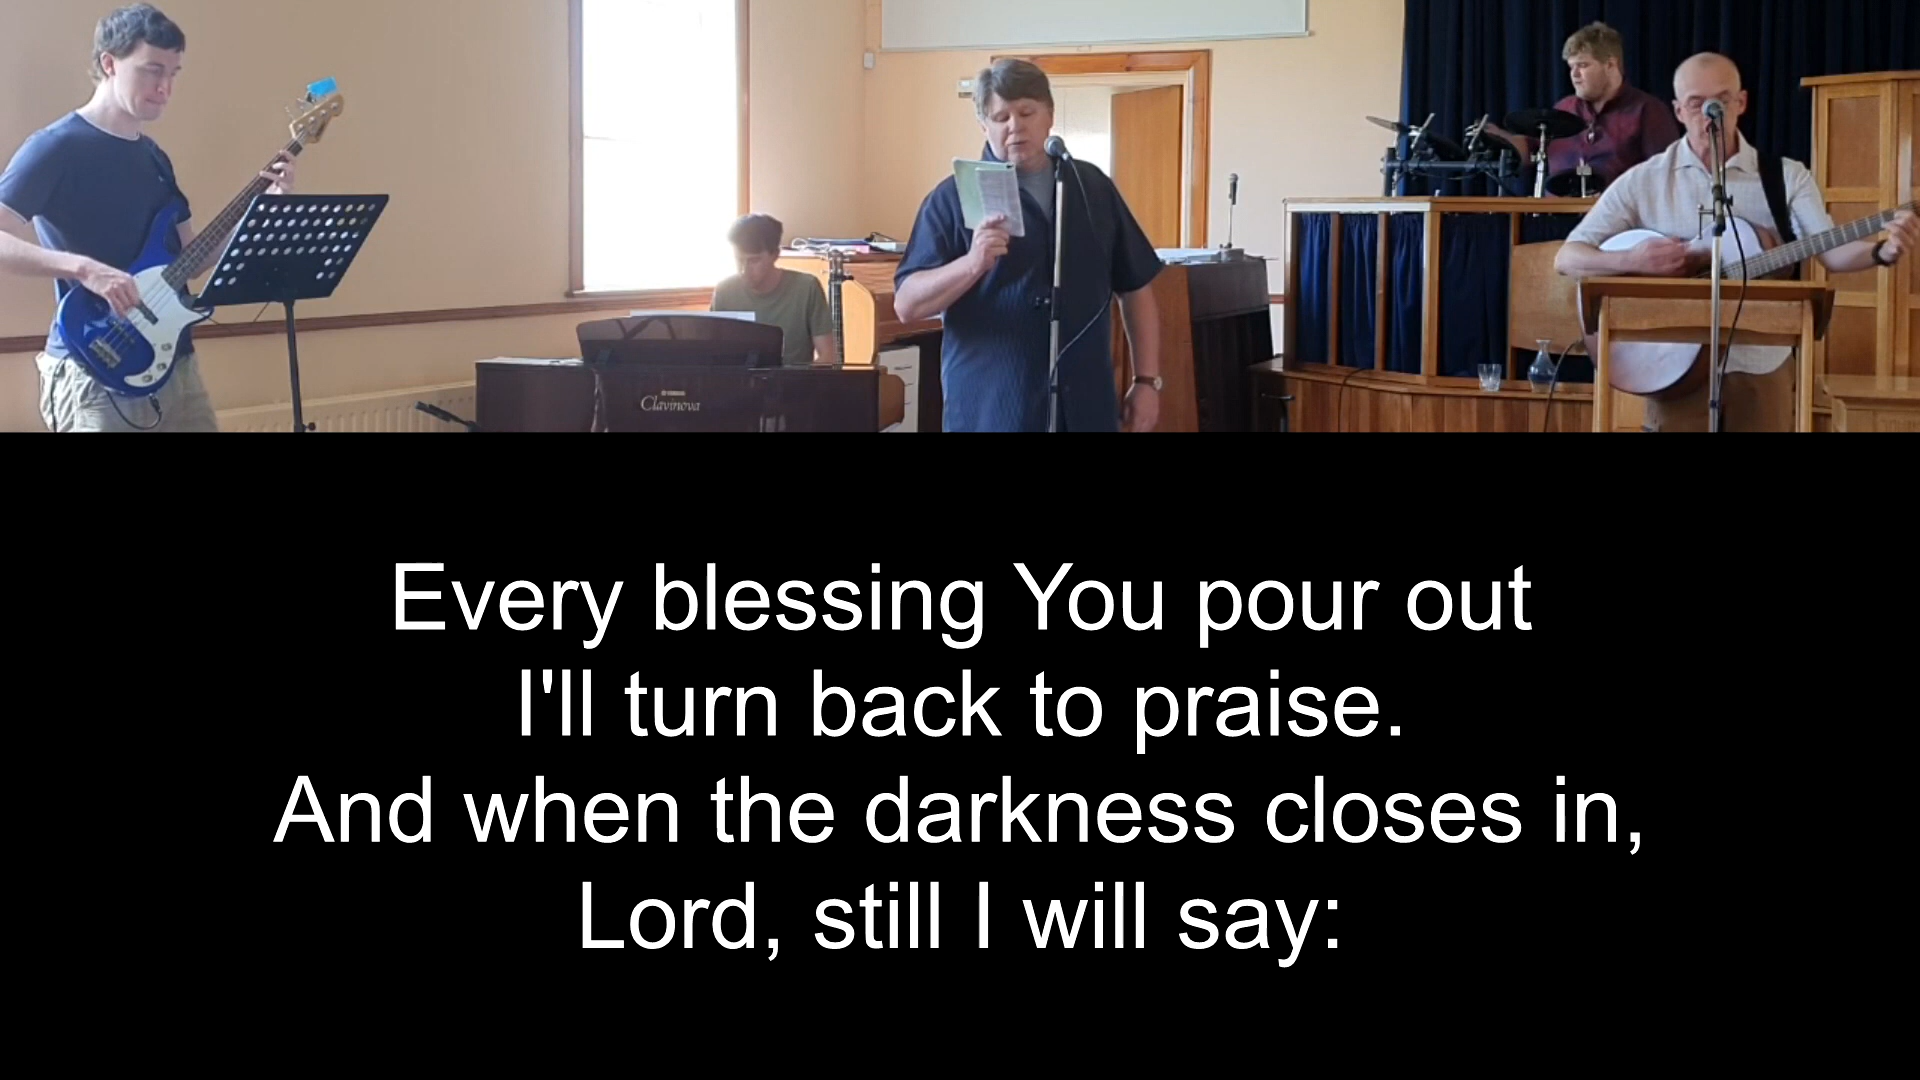 YAMAHA
Clavinova
Every blessing You pour out
I'll turn back to praise.
And when the darkness closes in,
Lord, still I will say: